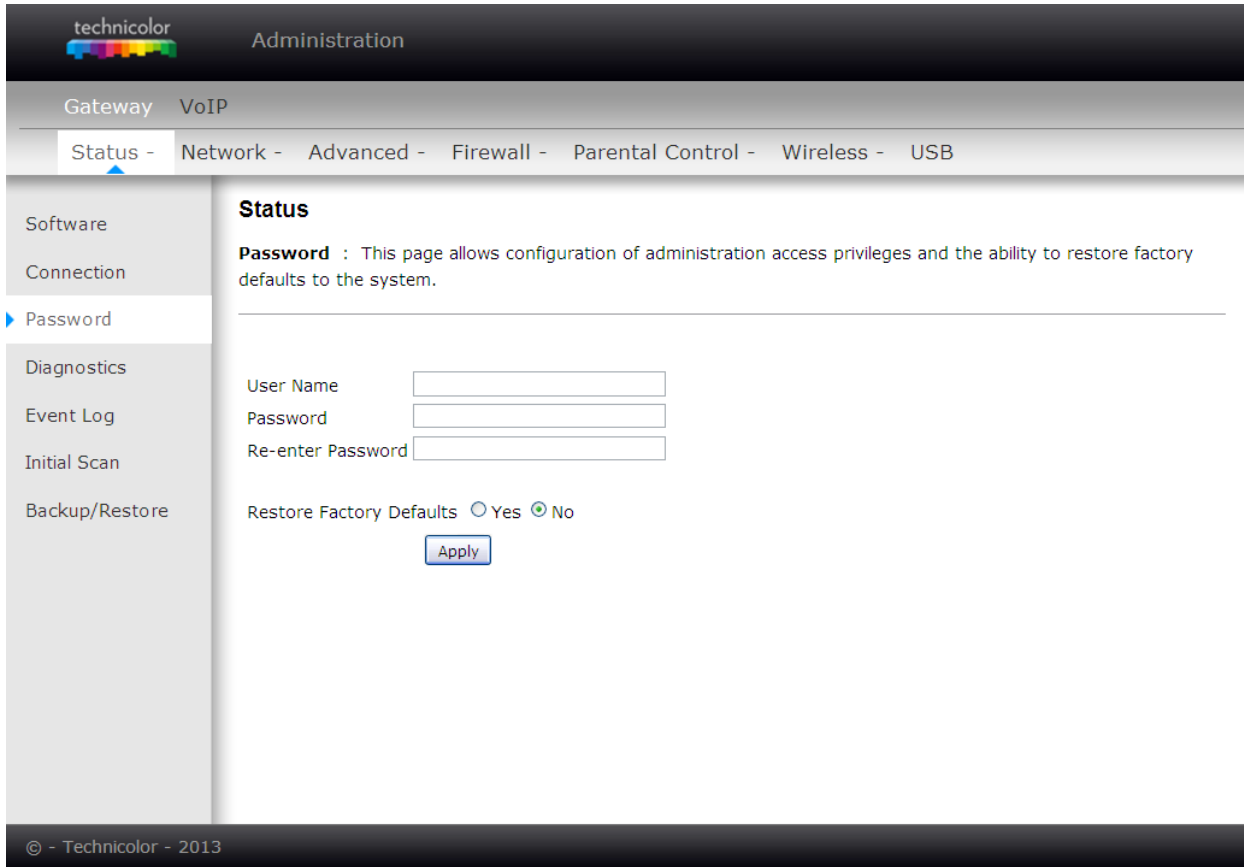 technicolor
Administration
Gateway VoIP
Status - Network - Advanced - Firewall - Parental Control - Wireless - USB
Software
Connection
Password
Diagnostics
Event Log
Initial Scan
Backup/Restore
Status
Password : This page allows configuration of administration access privileges and the ability to restore factory
defaults to the system.
User Name
Password
Re-enter Password
Restore Factory Defaults Yes No
Apply
© - Technicolor - 2013